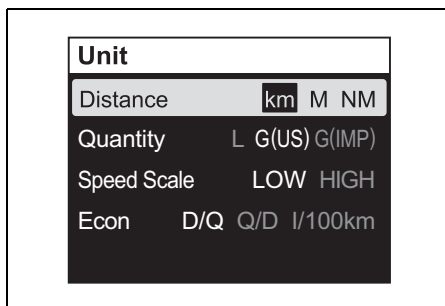 Unit
Distance km M NM
Quantity L G(US) G(IMP)
Speed Scale LOW HIGH
Econ D/Q Q/D l/100km